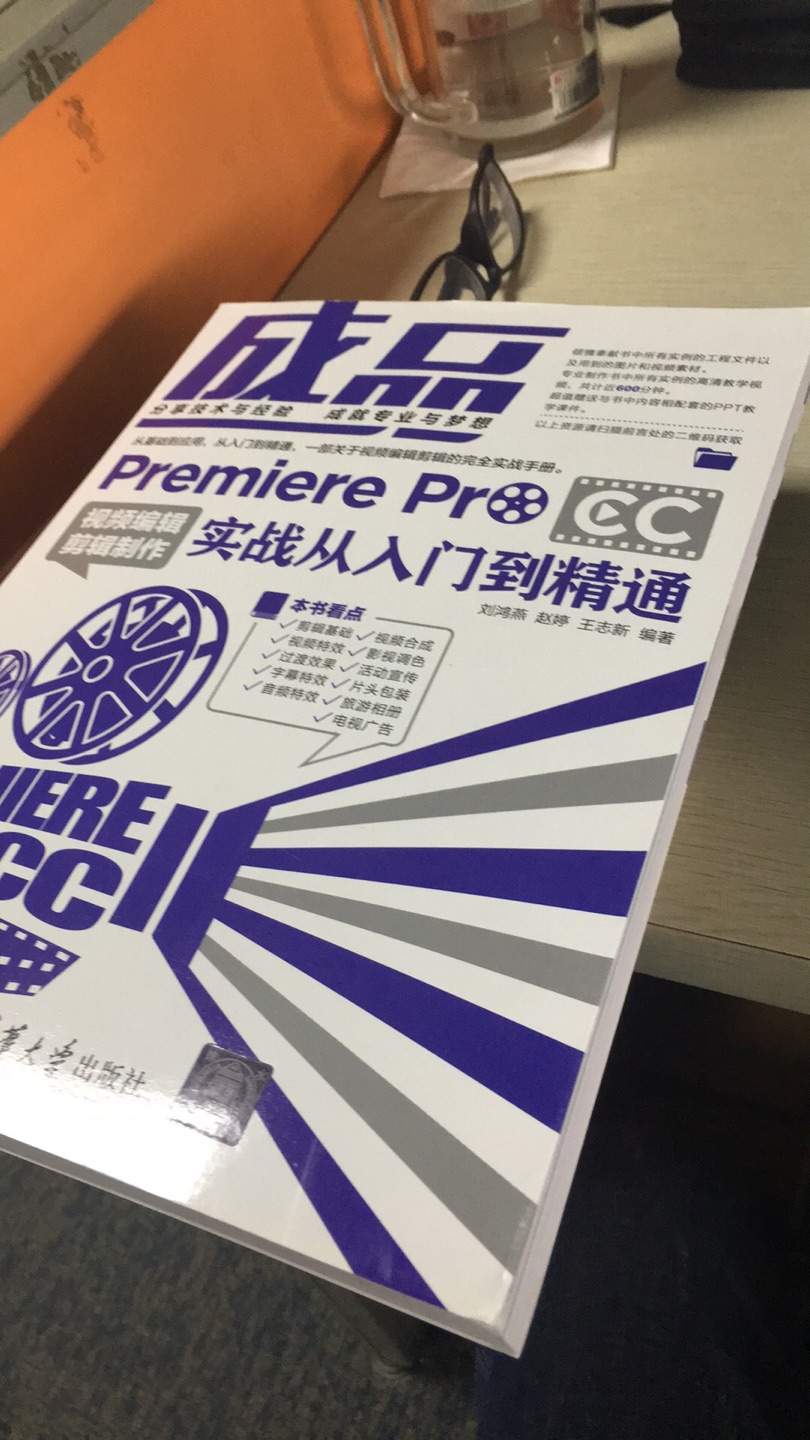 成品
分享技术与经验 成就专业与梦想
倾情奉献书中所有实例的工程文件以
及用到的图片和视频素材。
专业制作书中所有实例的高清教学视
频，共计近600分钟。
超值赠送与书中内容相配套的PPT教
学课件。
以上资源请扫描前言处的二维码获取
从基础到应用，从入门到精通，一部关于视频编辑剪辑的完全实战手册。
Premiere Pro CC
视频编辑
剪辑制作
实战从入门到精通
刘鸿燕 赵婷 王志新 编著
本书看点
剪辑基础 视频合成
视频特效 影视调色
过渡效果 活动宣传
字幕特效 片头包装
音频特效 旅游相册
电视广告
IERE
CC
华大学出版社